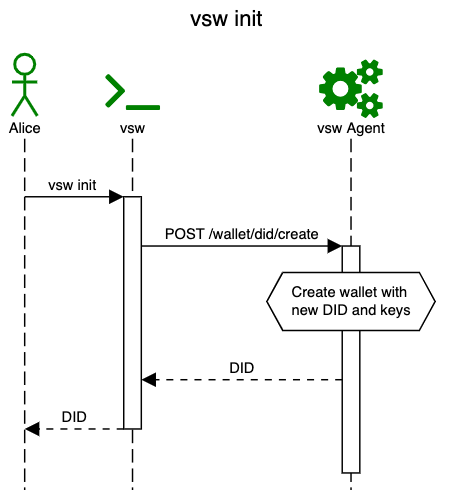 vsw init
Alice
vsw
vsw Agent
vsw init
POST /wallet/did/create
Create wallet with
new DID and keys
DID
DID